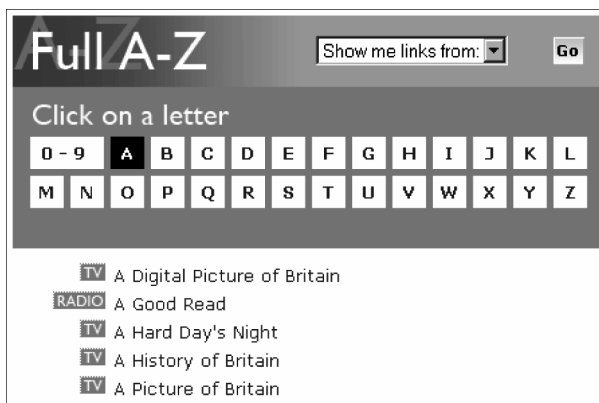 Full A-Z Show me links from: Go
Click on a letter
0 - 9 A B C D E F G H I J K L
M N O P Q R S T U V W X Y Z
TV A Digital Picture of Britain
RADIO A Good Read
TV A Hard Day's Night
TV A History of Britain
TV A Picture of Britain